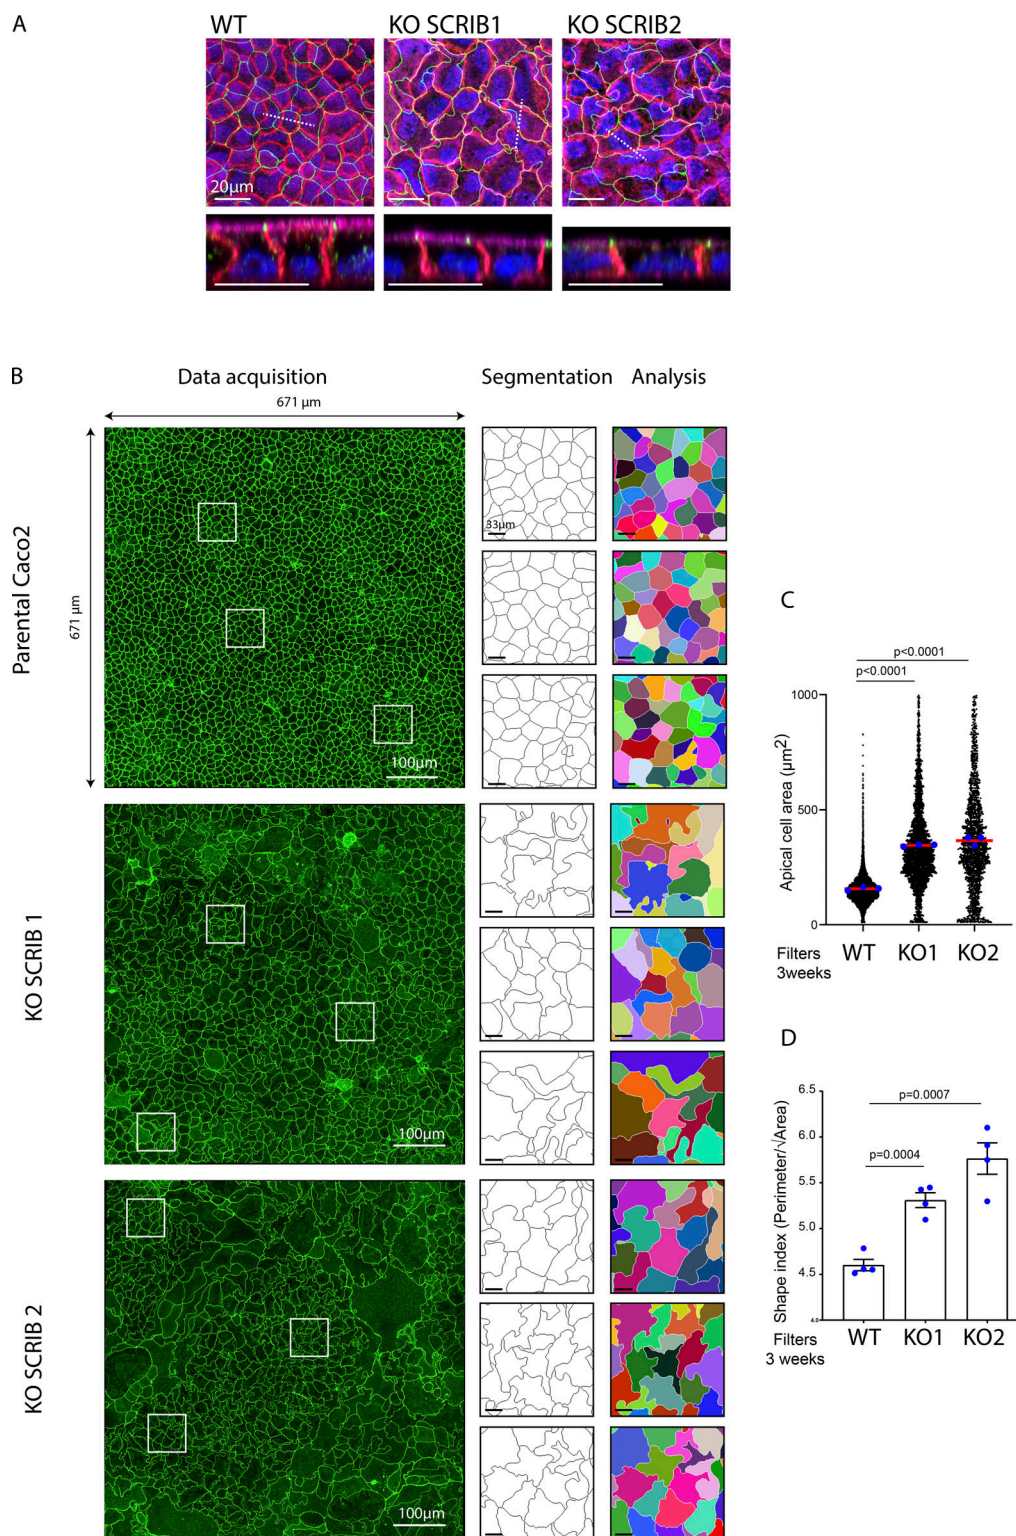 A
WT
KO SCRIB1
KO SCRIB2
20µm
B
Data acquisition
Segmentation
Analysis
671 µm
Parental Caco2
671 µm
33µm
100µm
KO SCRIB 1
100µm
KO SCRIB 2
100µm
C
p<0.0001
p<0.0001
Apical cell area (µm²)
1000
500
0
Filters
3weeks
WT
KO1
KO2
D
Shape index (Perimeter/√Area)
6.5
6.0
5.5
5.0
4.5
4.0
p=0.0007
p=0.0004
Filters
3 weeks
WT
KO1
KO2